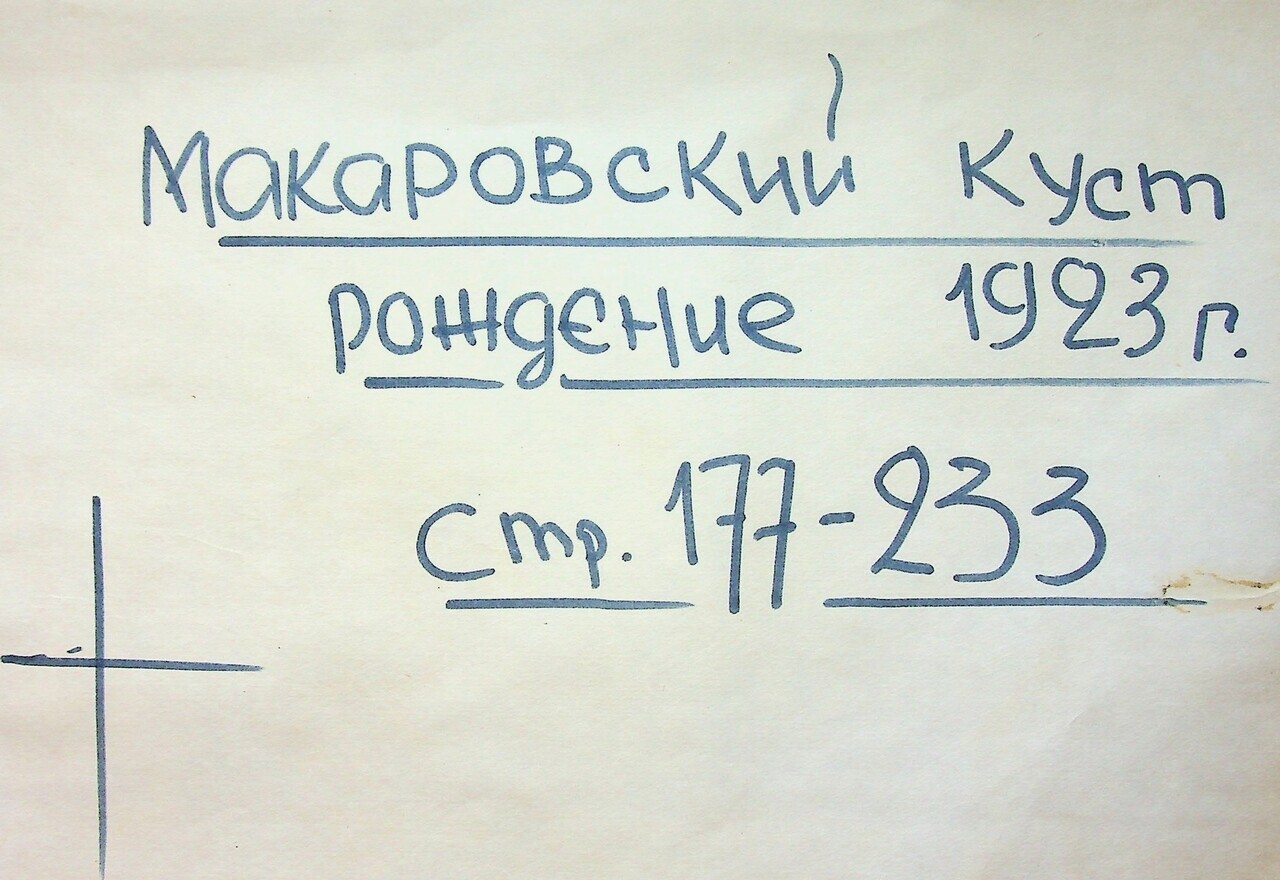 Макаровский куст
рождение 1923 г.
Стр. 177-233